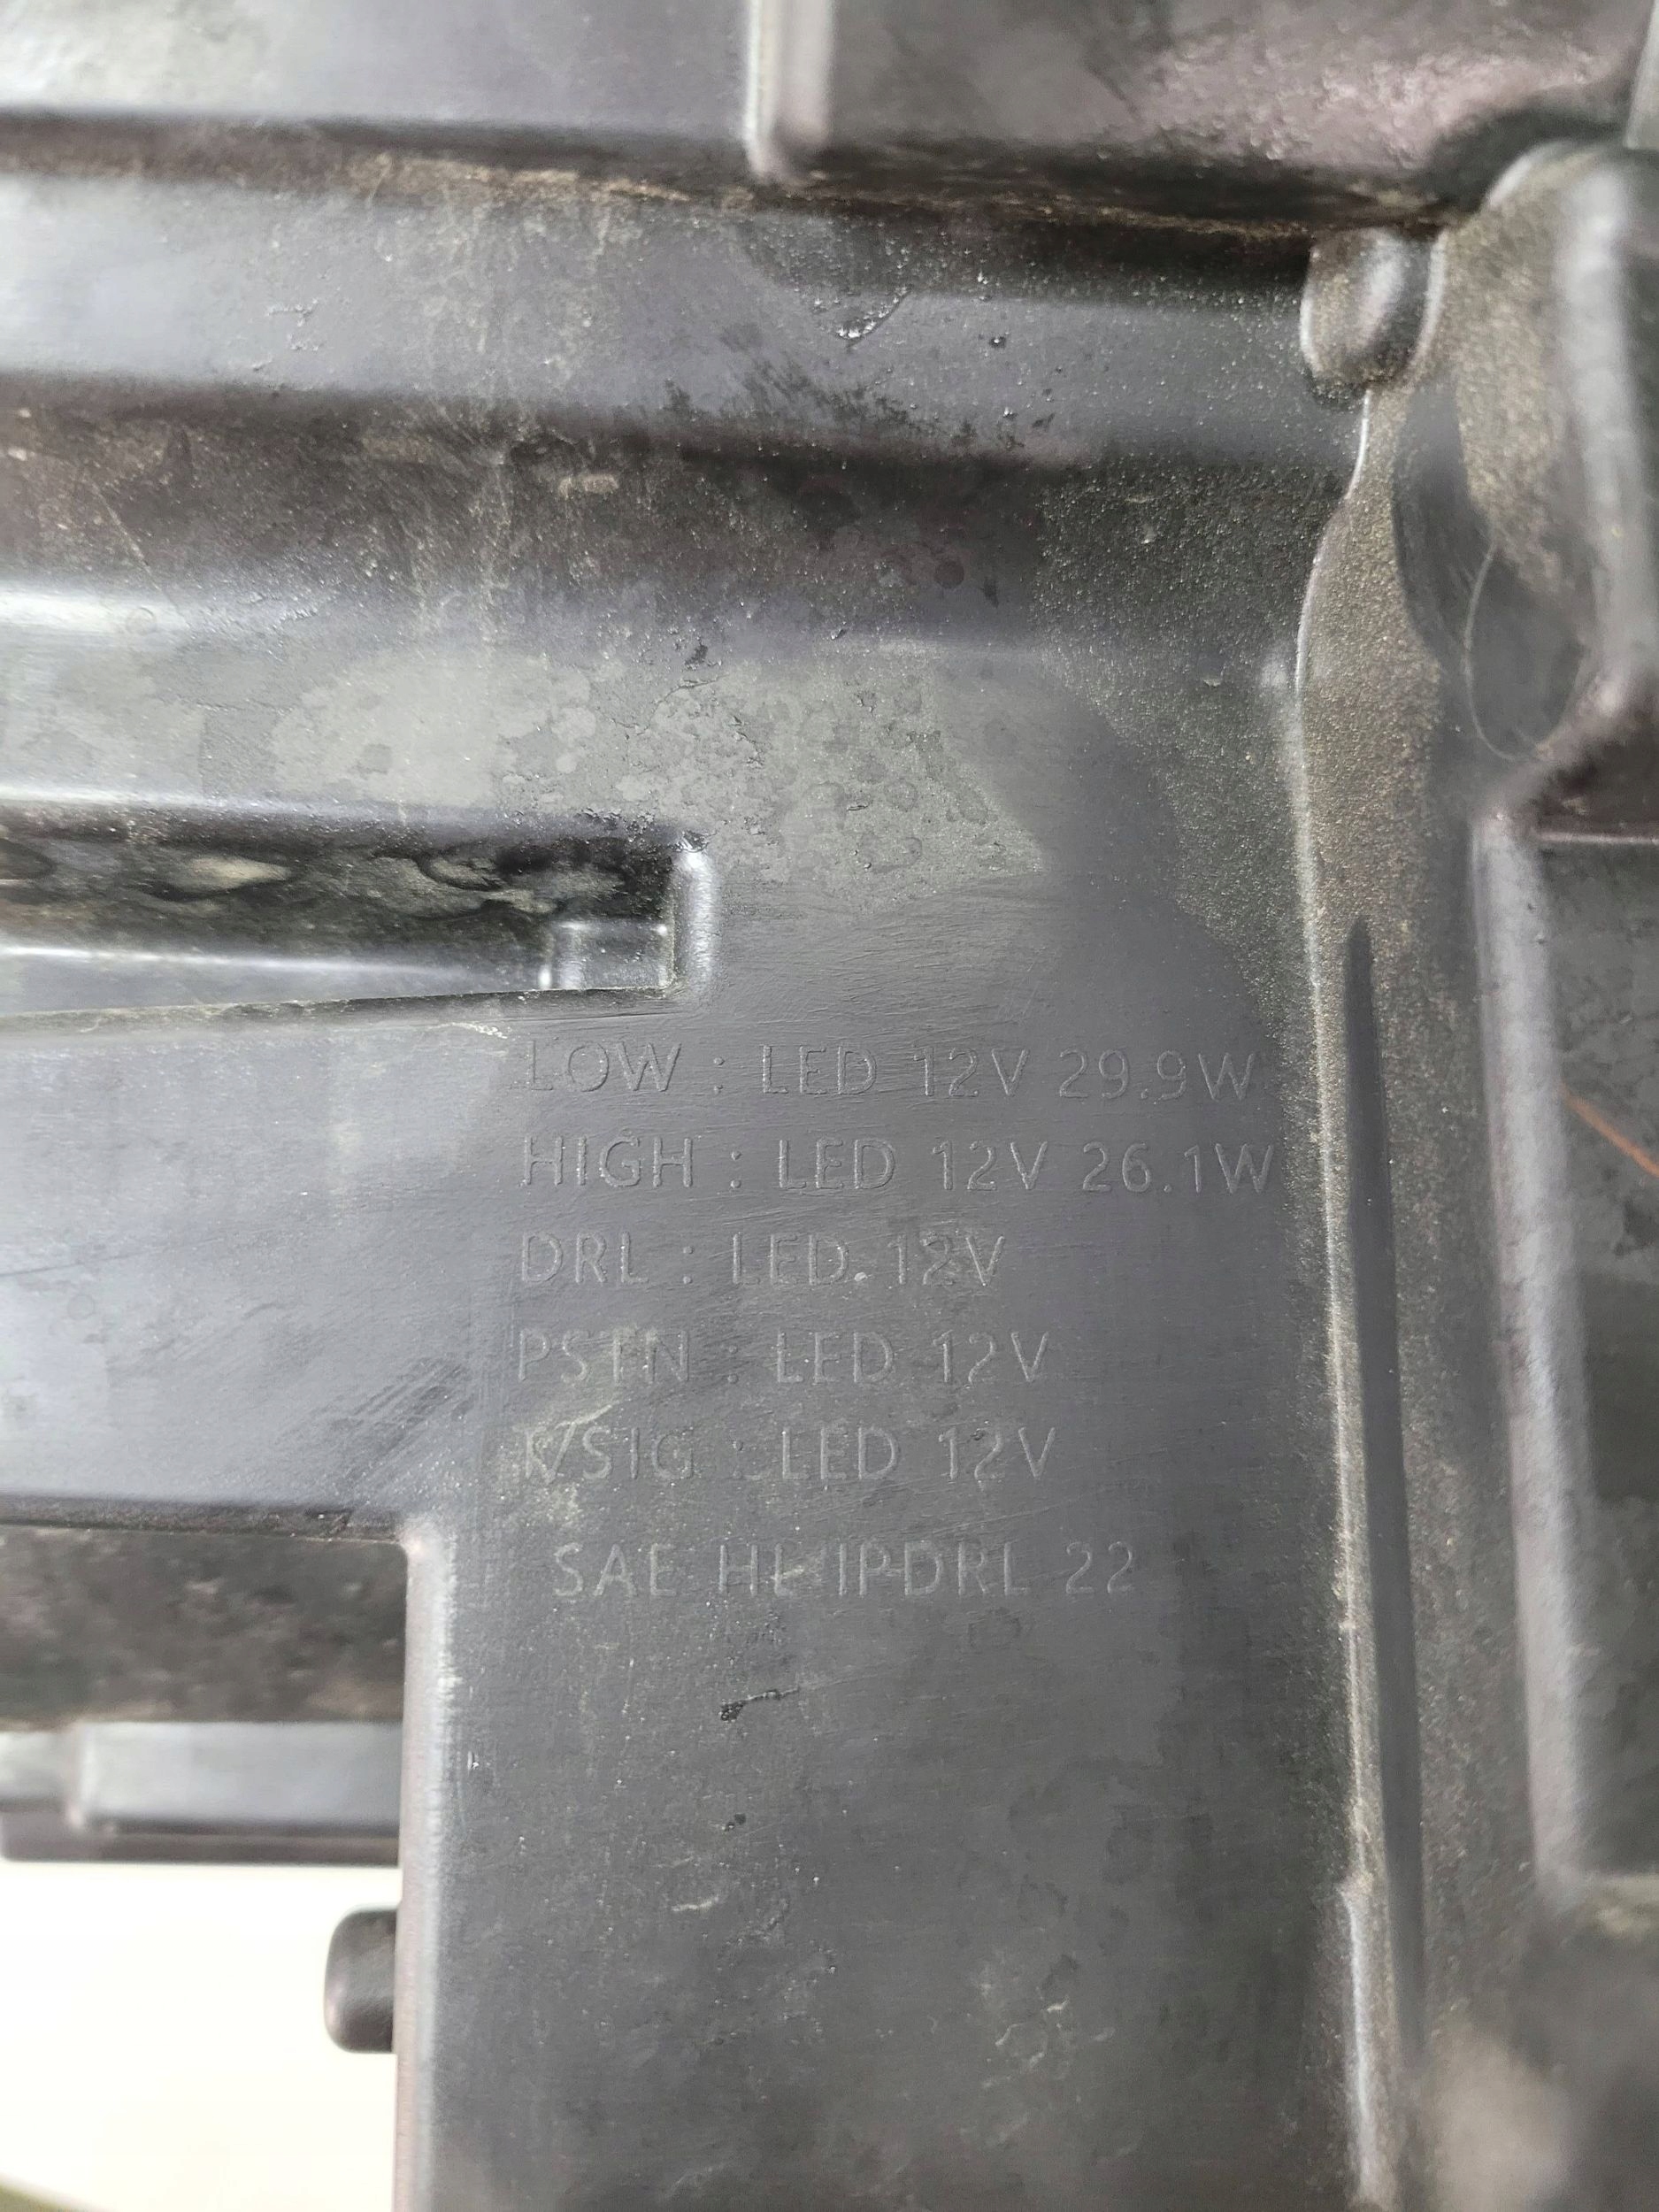 LOW : LED 12V 29.9W
HIGH : LED 12V 26.1W
DRL : LED 12V
PSTN : LED 12V
T/SIG : LED 12V
SAE HL IPDRL 22